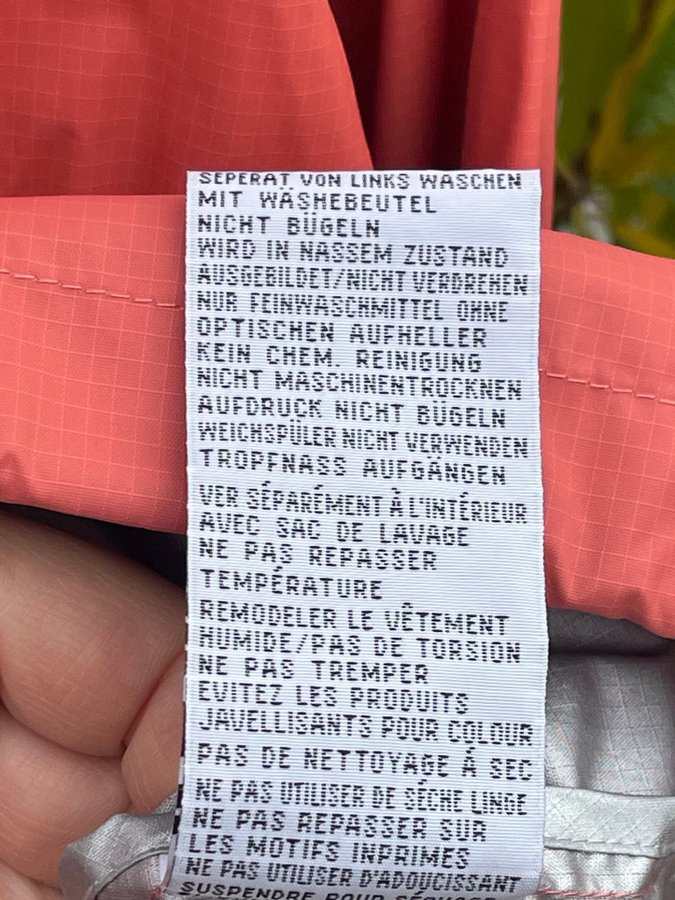 SEPERAT VON LINKS WASCHEN
MIT WÄSHEBEUTEL
NICHT BÜGELN
WIRD IN NASSEM ZUSTAND
AUSGEBILDET/NICHT VERDREHEN
NUR FEINWASCHMITTEL OHNE
OPTISCHEN AUFHELLER
KEIN CHEM. REINIGUNG
NICHT MASCHINENTROCKNEN
AUFDRUCK NICHT BÜGELN
WEICHSPÜLER NICHT VERWENDEN
TROPFNASS AUFGÄNGEN
VER SÉPARÉMENT À L'INTÉRIEUR
AVEC SAC DE LAVAGE
NE PAS REPASSER
TEMPÉRATURE
REMODELER LE VÊTEMENT
HUMIDE/PAS DE TORSION
NE PAS TREMPER
EVITEZ LES PRODUITS
JAVELLISANTS POUR COLOUR
PAS DE NETTOYAGE Á SEC
NE PAS UTILISER DE SÉCHE LINGE
NE PAS REPASSER SUR
LES MOTIFS INPRIMES
NE PAS UTILISER D'ADOUCISSANT
SUSPENDRE POUR SÉCHAGE